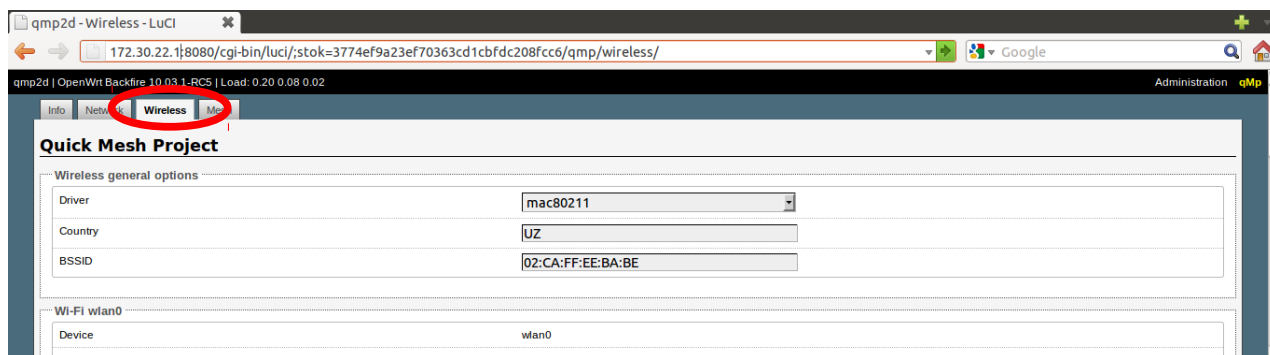 qmp2d - Wireless - LuCI
172.30.22.1:8080/cgi-bin/luci/;stok=3774ef9a23ef70363cd1cbfdc208fcc6/qmp/wireless/
Google
qmp2d | OpenWrt Backfire 10.03.1-RC5 | Load: 0.20 0.08 0.02
Administration qMp
Info Network Wireless Mesh
Quick Mesh Project
Wireless general options
Driver mac80211
Country UZ
BSSID 02:CA:FF:EE:BA:BE
Wi-Fi wlan0
Device wlan0